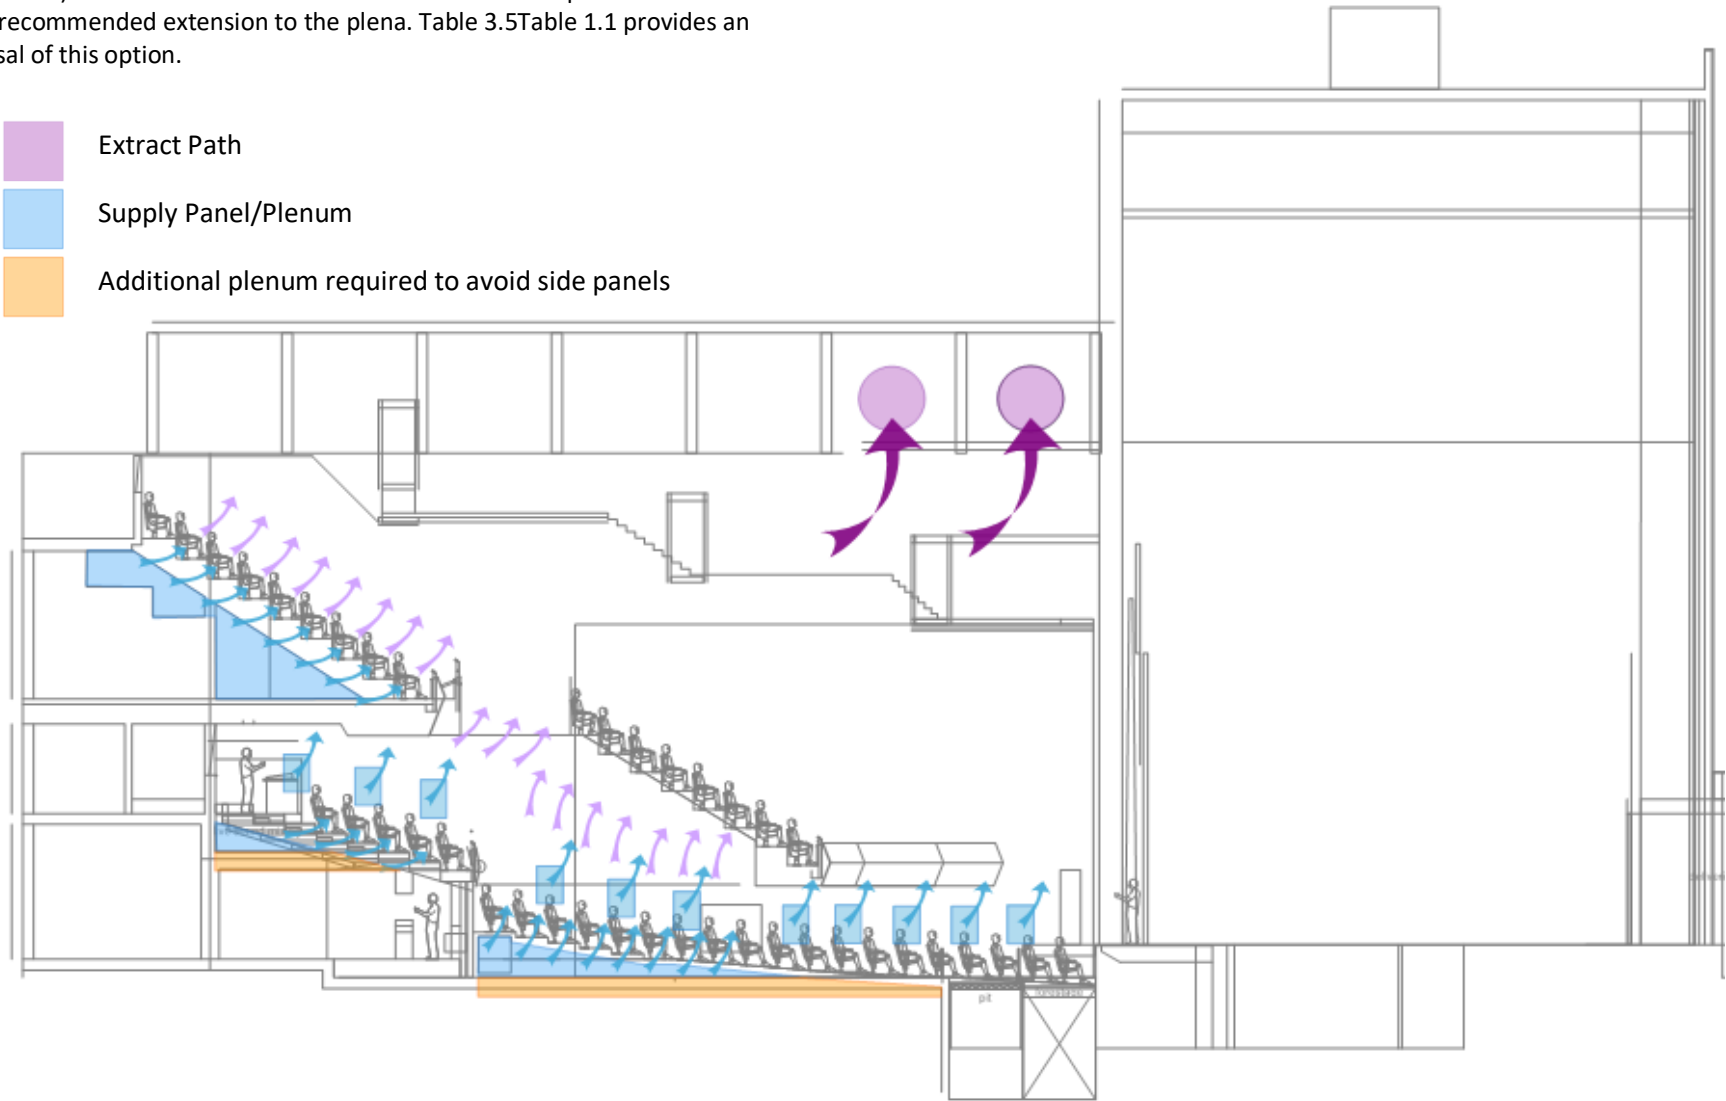 recommended extension to the plena. Table 3.5Table 1.1 provides an
sal of this option.
Extract Path
Supply Panel/Plenum
Additional plenum required to avoid side panels
pit